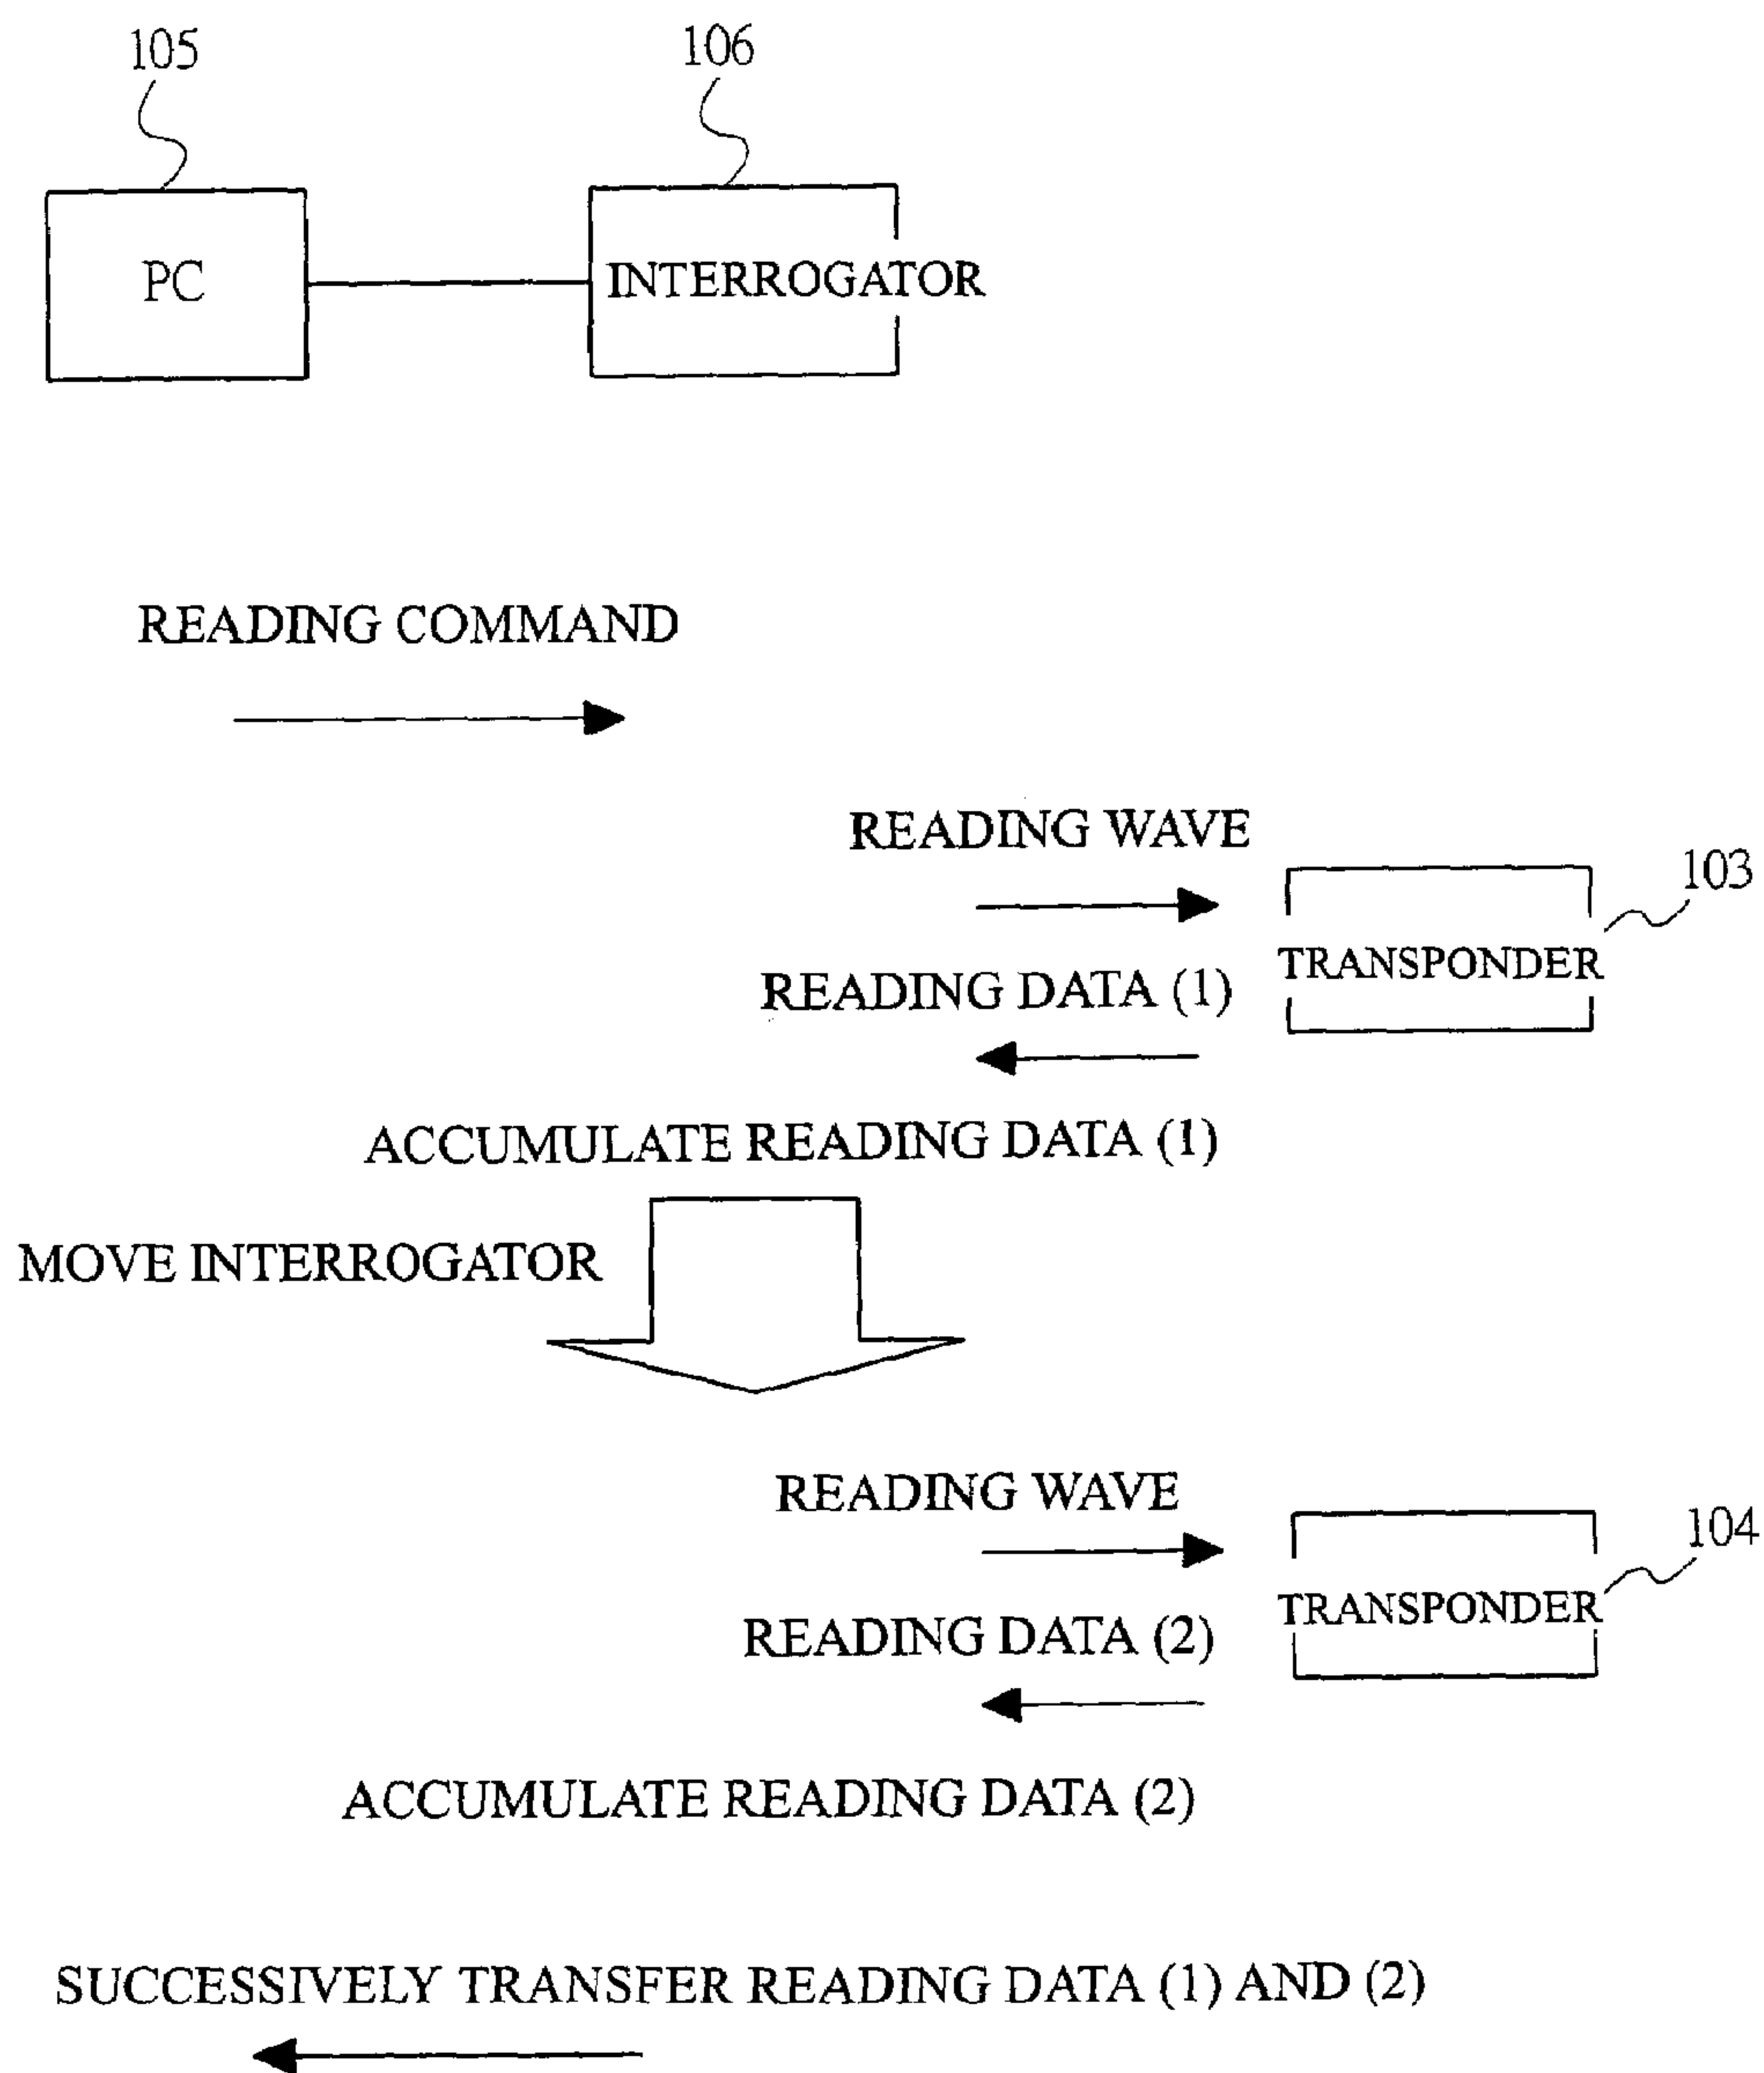 105
106
PC
INTERROGATOR
READING COMMAND
READING WAVE
103
TRANSPONDER
READING DATA (1)
ACCUMULATE READING DATA (1)
MOVE INTERROGATOR
READING WAVE
104
TRANSPONDER
READING DATA (2)
ACCUMULATE READING DATA (2)
SUCCESSIVELY TRANSFER READING DATA (1) AND (2)